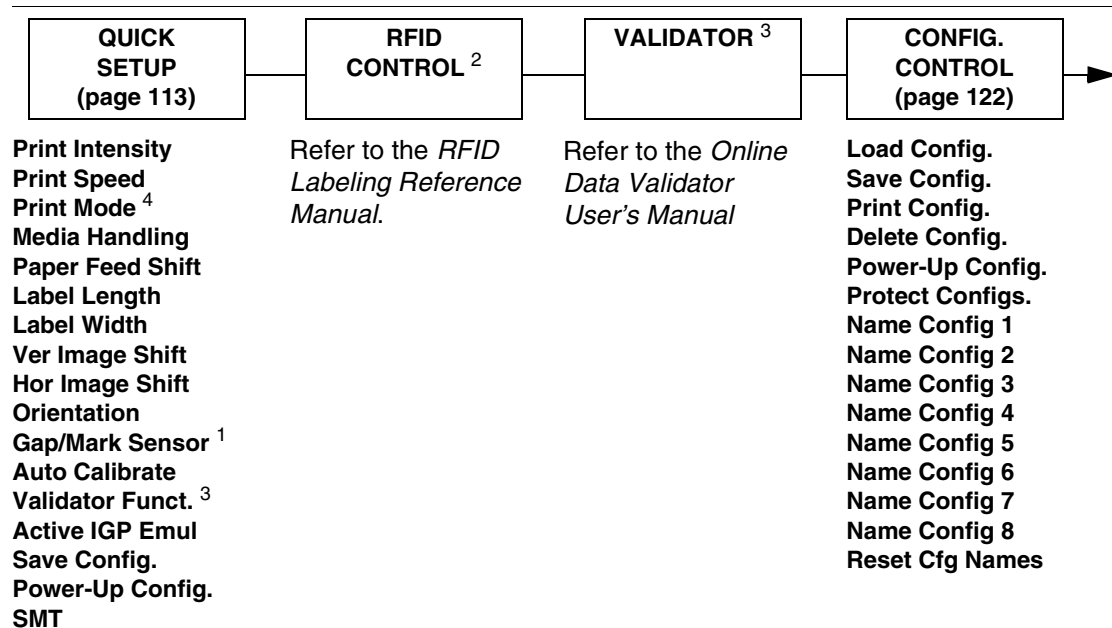 QUICK
SETUP
(page 113)
RFID
CONTROL 2
VALIDATOR 3
CONFIG.
CONTROL
(page 122)
Print Intensity
Print Speed
Print Mode 4
Media Handling
Paper Feed Shift
Label Length
Label Width
Ver Image Shift
Hor Image Shift
Orientation
Gap/Mark Sensor 1
Auto Calibrate
Validator Funct. 3
Active IGP Emul
Save Config.
Power-Up Config.
SMT
Refer to the RFID
Labeling Reference
Manual.
Refer to the Online
Data Validator
User's Manual
Load Config.
Save Config.
Print Config.
Delete Config.
Power-Up Config.
Protect Configs.
Name Config 1
Name Config 2
Name Config 3
Name Config 4
Name Config 5
Name Config 6
Name Config 7
Name Config 8
Reset Cfg Names